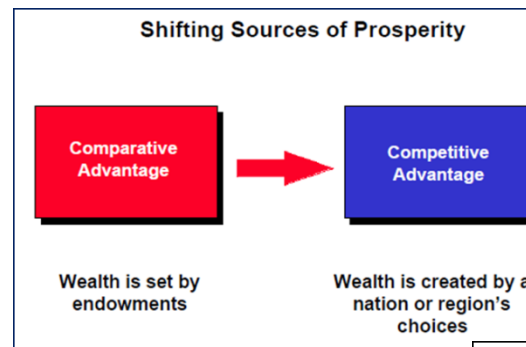 Shifting Sources of Prosperity
Comparative
Advantage
Competitive
Advantage
Wealth is set by
endowments
Wealth is created by a
nation or region's
choices